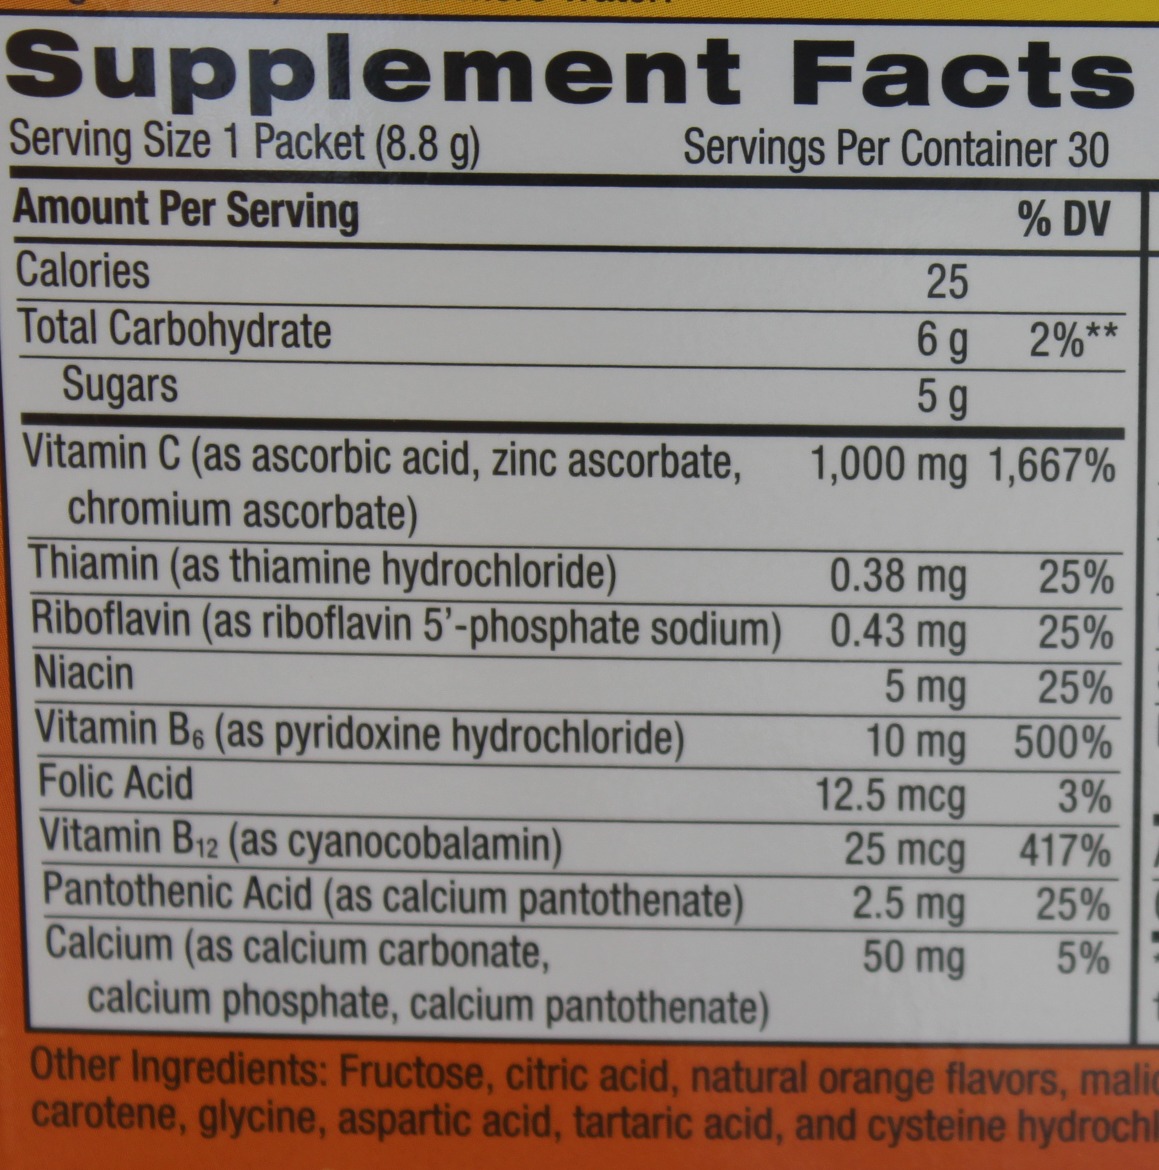 Supplement Facts
Serving Size 1 Packet (8.8 g) Servings Per Container 30
Amount Per Serving % DV
Calories 25
Total Carbohydrate 6 g 2%**
Sugars 5 g
Vitamin C (as ascorbic acid, zinc ascorbate, 1,000 mg 1,667%
chromium ascorbate)
Thiamin (as thiamine hydrochloride) 0.38 mg 25%
Riboflavin (as riboflavin 5'-phosphate sodium) 0.43 mg 25%
Niacin 5 mg 25%
Vitamin B₆ (as pyridoxine hydrochloride) 10 mg 500%
Folic Acid 12.5 mcg 3%
Vitamin B₁₂ (as cyanocobalamin) 25 mcg 417%
Pantothenic Acid (as calcium pantothenate) 2.5 mg 25%
Calcium (as calcium carbonate, 50 mg 5%
calcium phosphate, calcium pantothenate)
Other Ingredients: Fructose, citric acid, natural orange flavors,
carotene, glycine, aspartic acid, tartaric acid, and cysteine